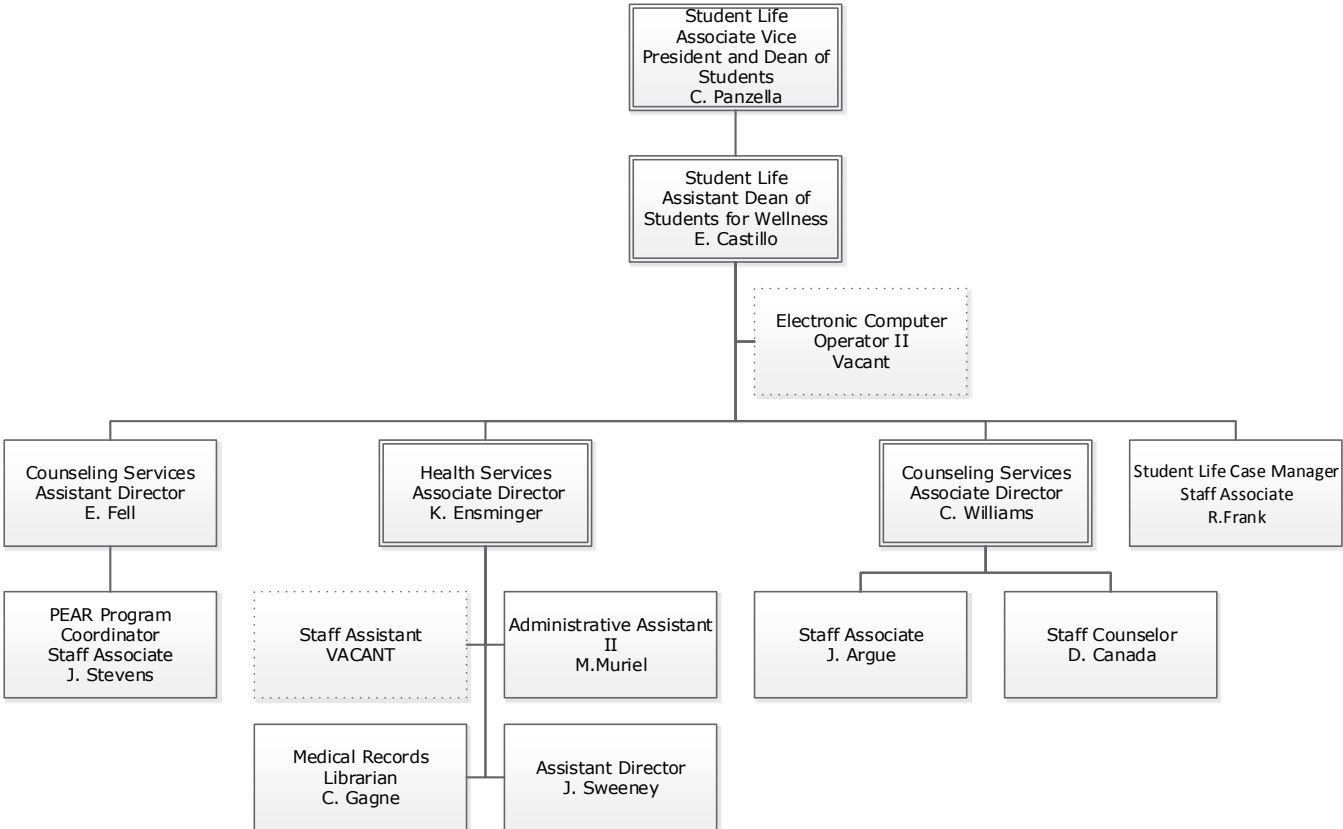 Student Life
Associate Vice
President and Dean of
Students
C. Panzella
Student Life
Assistant Dean of
Students for Wellness
E. Castillo
Electronic Computer
Operator II
Vacant
Counseling Services
Assistant Director
E. Fell
Health Services
Associate Director
K. Ensminger
Counseling Services
Associate Director
C. Williams
Student Life Case Manager
Staff Associate
R.Frank
PEAR Program
Coordinator
Staff Associate
J. Stevens
Staff Assistant
VACANT
Administrative Assistant
II
M.Muriel
Staff Associate
J. Argue
Staff Counselor
D. Canada
Medical Records
Librarian
C. Gagne
Assistant Director
J. Sweeney